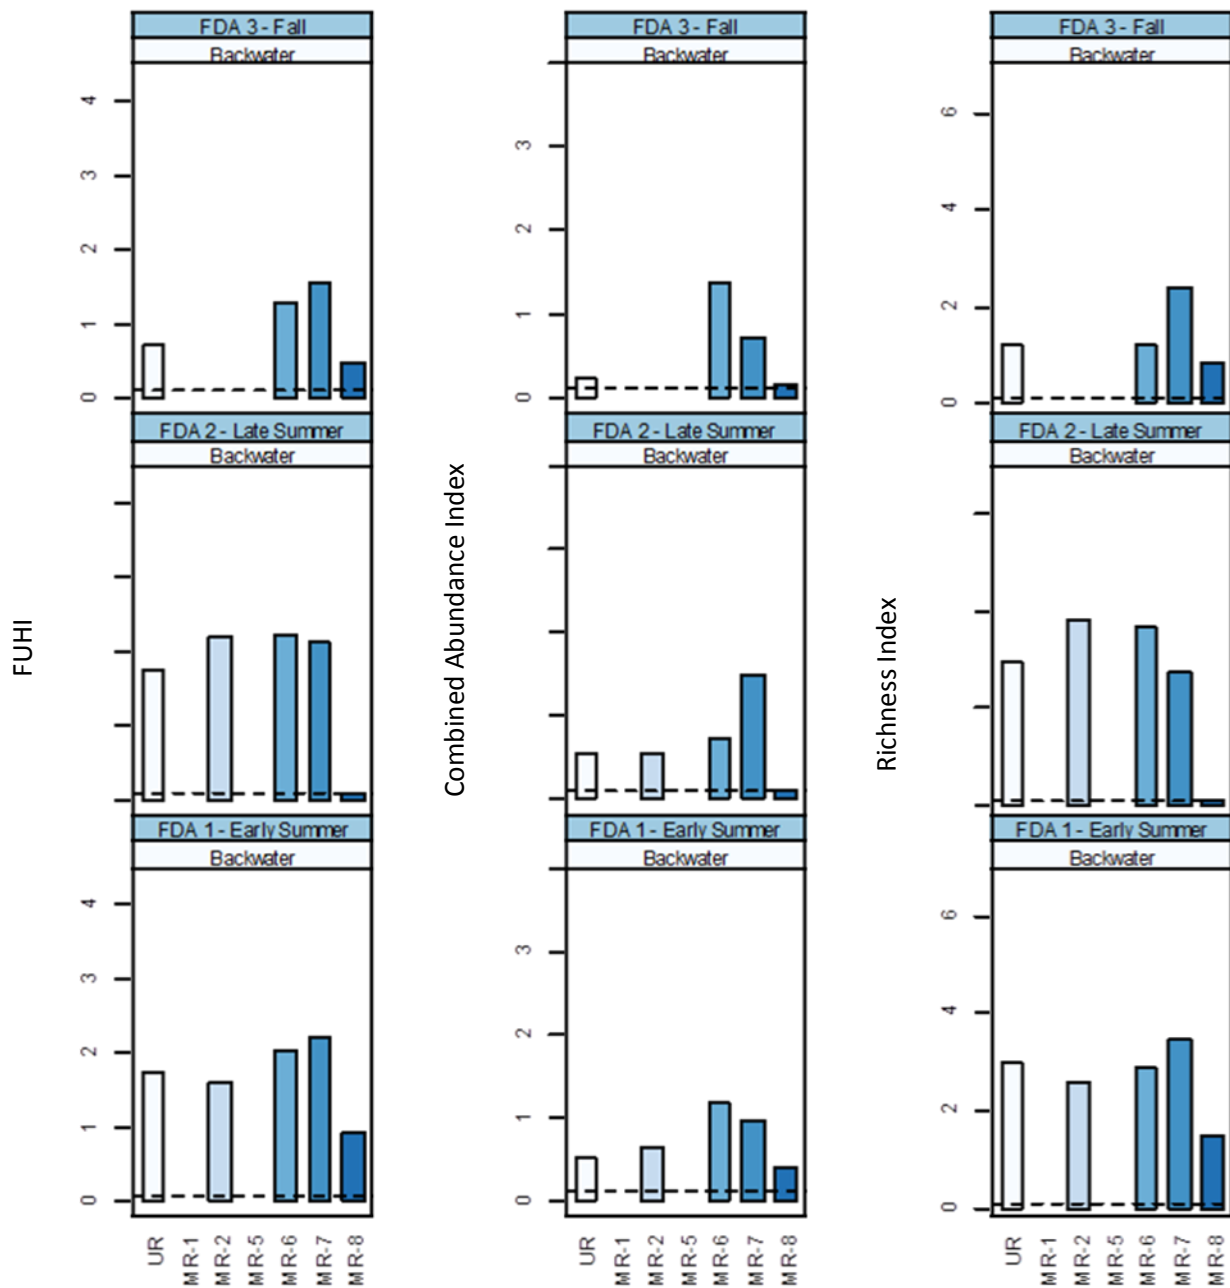 FUHI
FDA 3 - Fall
Backwater
4
3
2
1
0
FDA 2 - Late Summer
Backwater
FDA 1 - Early Summer
Backwater
4
3
2
1
0
UR
MR-1
MR-2
MR-5
MR-6
MR-7
MR-8
Combined Abundance Index
FDA 3 - Fall
Backwater
3
2
1
0
FDA 2 - Late Summer
Backwater
FDA 1 - Early Summer
Backwater
3
2
1
0
UR
MR-1
MR-2
MR-5
MR-6
MR-7
MR-8
Richness Index
FDA 3 - Fall
Backwater
6
4
2
0
FDA 2 - Late Summer
Backwater
FDA 1 - Early Summer
Backwater
6
4
2
0
UR
MR-1
MR-2
MR-5
MR-6
MR-7
MR-8